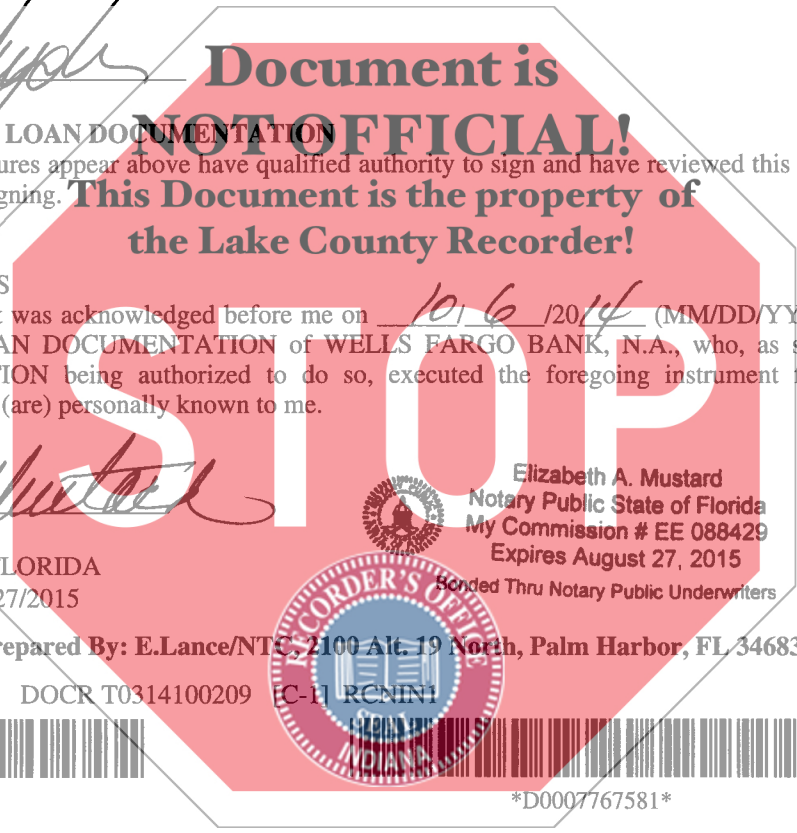 Document is
NOT OFFICIAL!
LOAN DOCUMENTATION
ures appear above have qualified authority to sign and have reviewed this
gning.
This Document is the property of
the Lake County Recorder!
S
t was acknowledged before me on 10/6/2014 (MM/DD/YY
AN DOCUMENTATION of WELLS FARGO BANK, N.A., who, as s
TION being authorized to do so, executed the foregoing instrument f
(are) personally known to me.
STOP
Elizabeth A. Mustard
Notary Public State of Florida
My Commission # EE 088429
Expires August 27, 2015
Bonded Thru Notary Public Underwriters
LORIDA
27/2015
RECORDER'S OFFICE
SEAL
INDIANA
repared By: E.Lance/NTC, 2100 Alt. 19 North, Palm Harbor, FL 34683
DOCR T0314100209 [C-1] RCNIN1
*D0007767581*